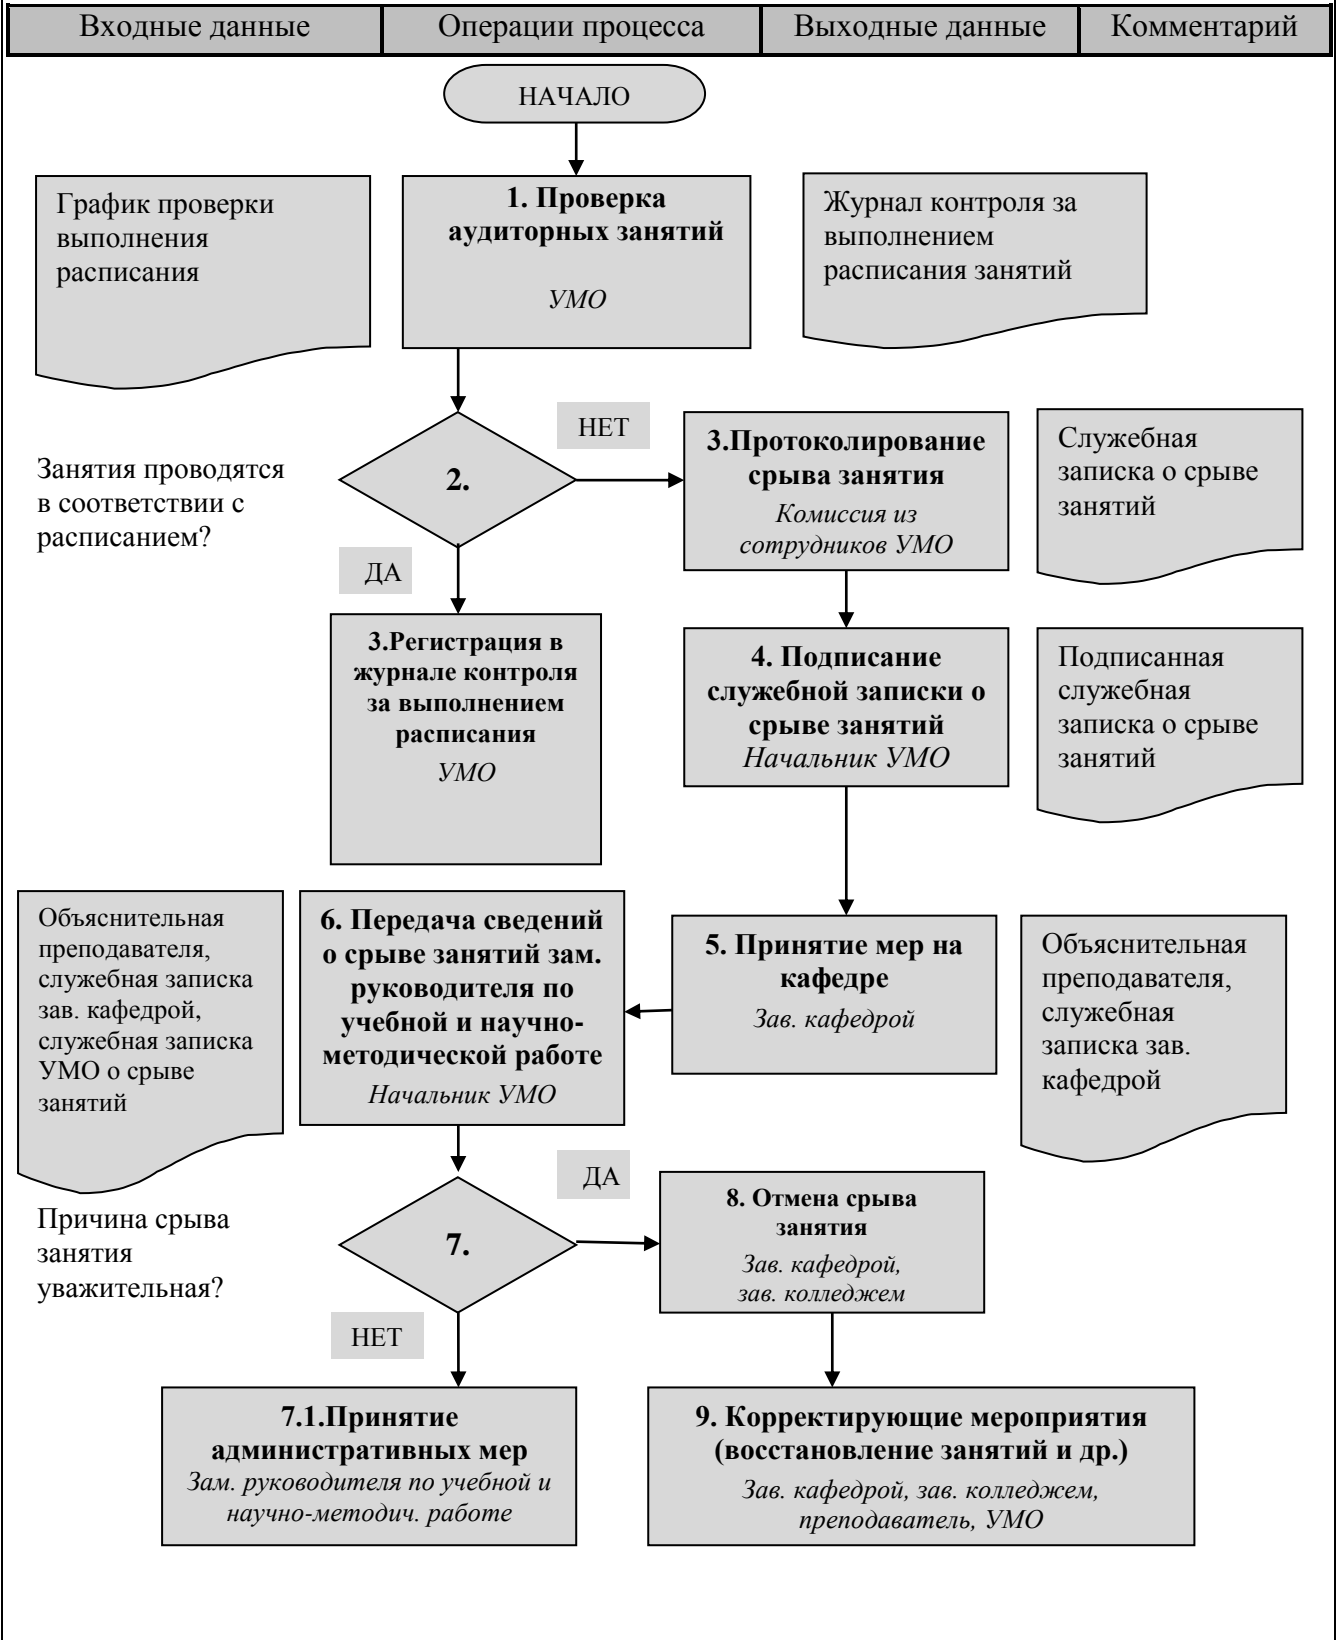 Входные данные
Операции процесса
Выходные данные
Комментарий
НАЧАЛО
График проверки
выполнения
расписания
1. Проверка
аудиторных занятий
УМО
Журнал контроля за
выполнением
расписания занятий
Занятия проводятся
в соответствии с
расписанием?
2.
НЕТ
3.Протоколирование
срыва занятия
Комиссия из
сотрудников УМО
Служебная
записка о срыве
занятий
ДА
3.Регистрация в
журнале контроля
за выполнением
расписания
УМО
4. Подписание
служебной записки о
срыве занятий
Начальник УМО
Подписанная
служебная
записка о срыве
занятий
Объяснительная
преподавателя,
служебная записка
зав. кафедрой,
служебная записка
УМО о срыве
занятий
6. Передача сведений
о срыве занятий зам.
руководителя по
учебной и научно-
методической работе
Начальник УМО
5. Принятие мер на
кафедре
Зав. кафедрой
Объяснительная
преподавателя,
служебная
записка зав.
кафедрой
Причина срыва
занятия
уважительная?
7.
ДА
8. Отмена срыва
занятия
Зав. кафедрой,
зав. колледжем
НЕТ
7.1.Принятие
административных мер
Зам. руководителя по учебной и
научно-методич. работе
9. Корректирующие мероприятия
(восстановление занятий и др.)
Зав. кафедрой, зав. колледжем,
преподаватель, УМО